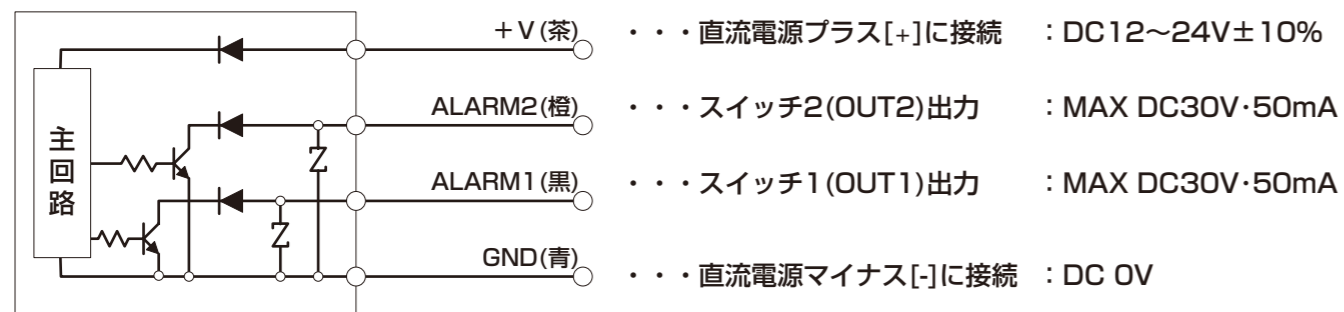 ＋V(茶) ・・・直流電源プラス[+]に接続 ：DC12～24V±10%
ALARM2(橙) ・・・スイッチ2(OUT2)出力 ：MAX DC30V・50mA
主回路
ALARM1(黒) ・・・スイッチ1(OUT1)出力 ：MAX DC30V・50mA
GND(青) ・・・直流電源マイナス[-]に接続 ：DC 0V